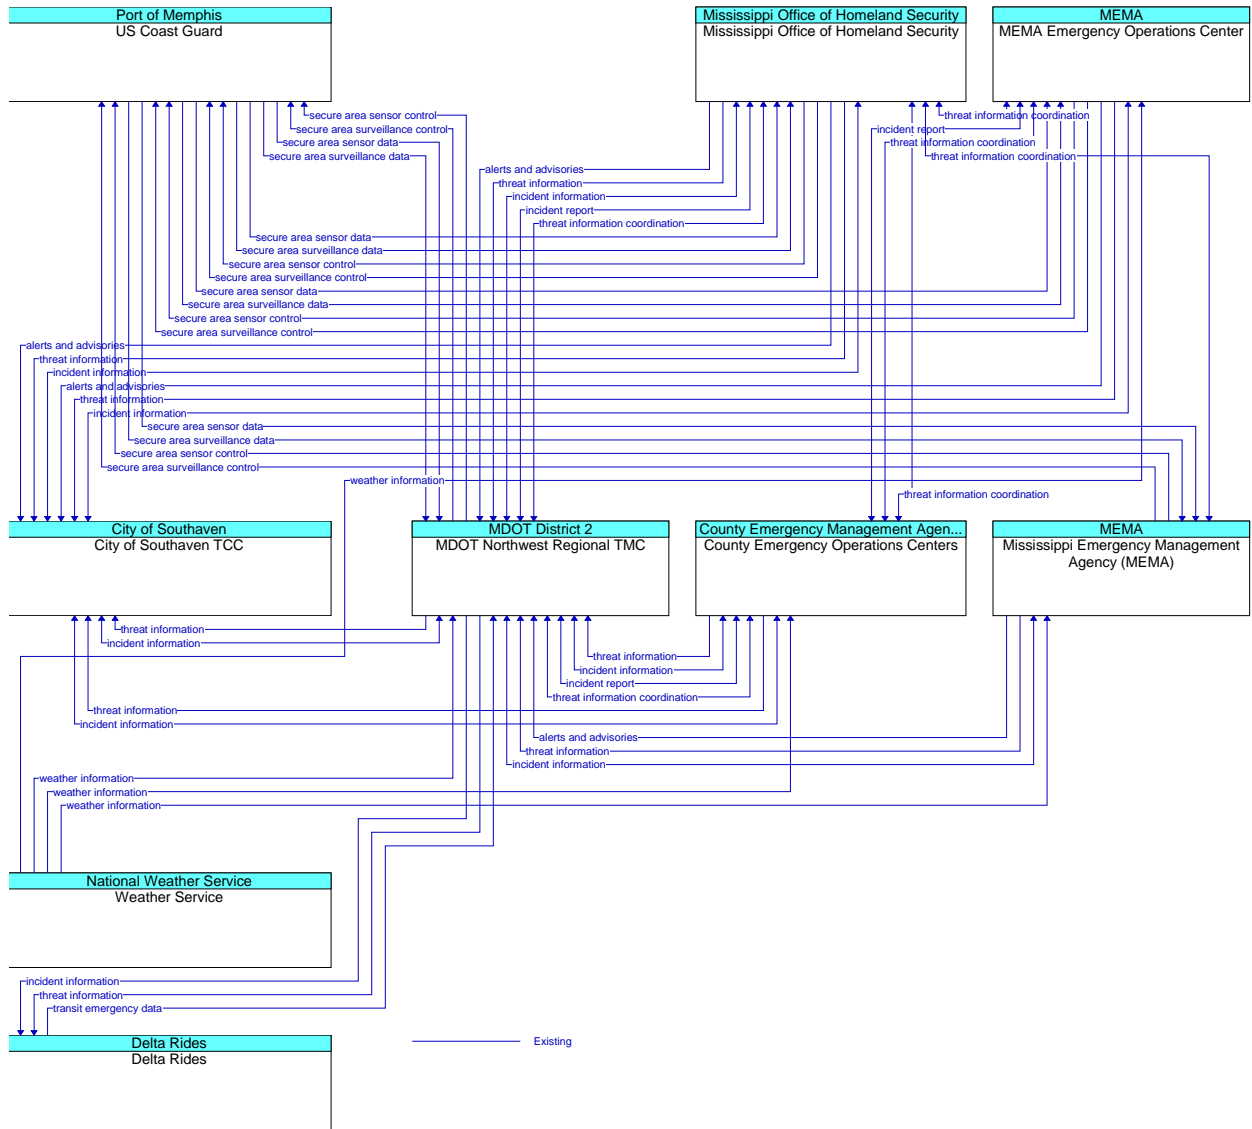 Port of Memphis
US Coast Guard
Mississippi Office of Homeland Security
Mississippi Office of Homeland Security
MEMA
MEMA Emergency Operations Center
secure area sensor control
threat information coordination
secure area surveillance control
incident report
secure area sensor data
threat information coordination
secure area surveillance data
threat information coordination
alerts and advisories
threat information
incident information
incident report
threat information coordination
secure area sensor data
secure area surveillance data
secure area sensor control
secure area surveillance control
secure area sensor data
secure area surveillance data
secure area sensor control
secure area surveillance control
alerts and advisories
threat information
incident information
alerts and advisories
threat information
incident information
secure area sensor data
secure area surveillance data
secure area sensor control
secure area surveillance control
weather information
threat information coordination
City of Southaven
City of Southaven TCC
MDOT District 2
MDOT Northwest Regional TMC
County Emergency Management Agen...
County Emergency Operations Centers
MEMA
Mississippi Emergency Management
Agency (MEMA)
threat information
incident information
threat information
incident information
incident report
threat information coordination
threat information
incident information
alerts and advisories
threat information
incident information
weather information
weather information
weather information
National Weather Service
Weather Service
incident information
threat information
transit emergency data
Delta Rides
Delta Rides
Existing